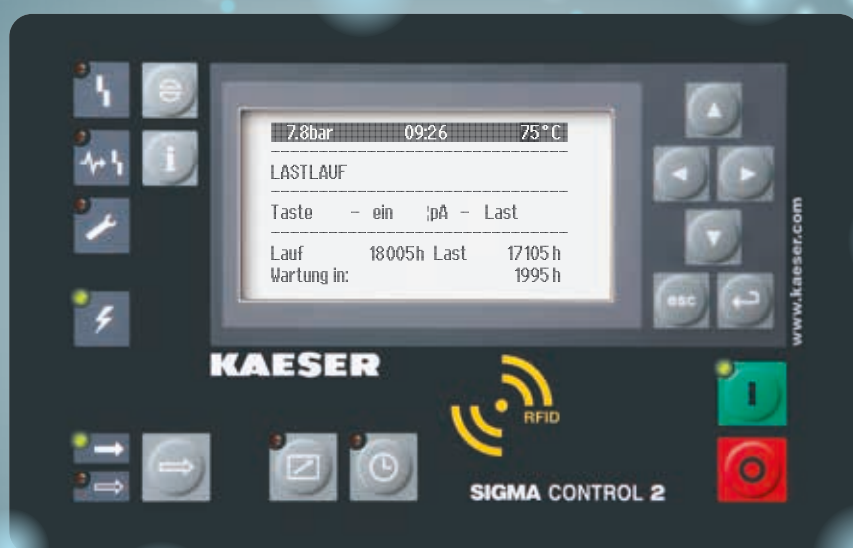 7.8bar 09:26 75°C
LASTLAUF
Taste - ein ¦pA - Last
Lauf 18005h Last 17105h
Wartung in: 1995h
esc
www.kaeser.com
KAESER
RFID
SIGMA CONTROL 2